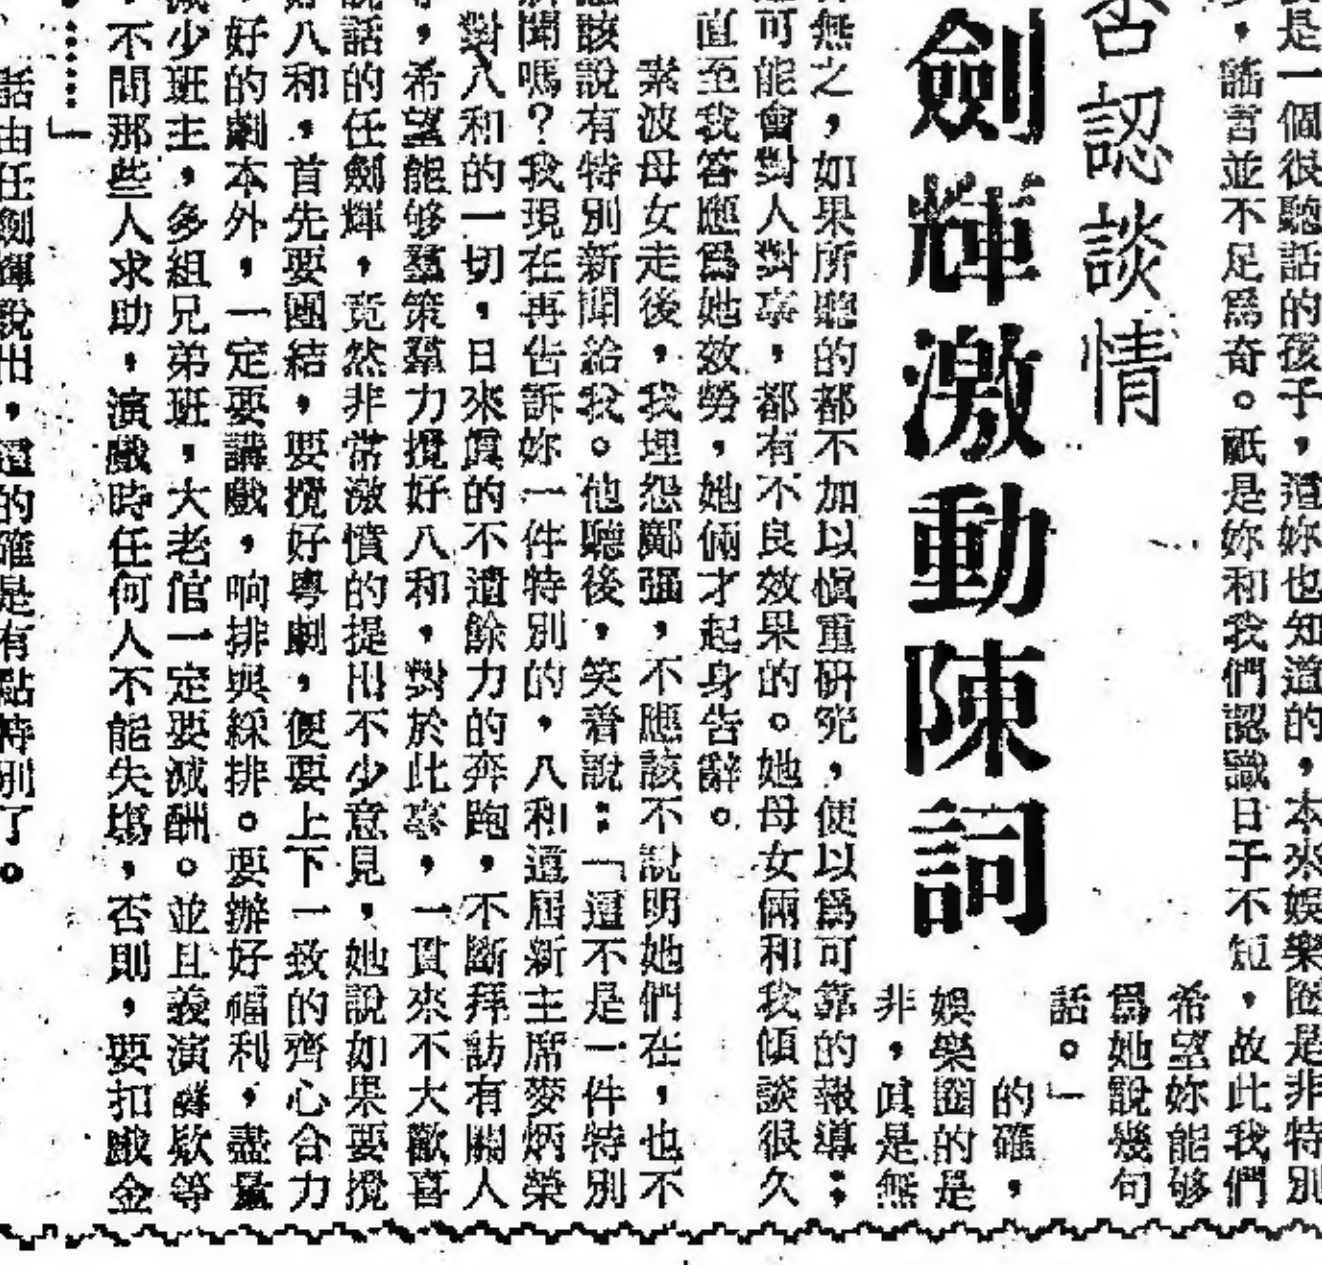 是一個很聽話的孩子，這妳也知道的，本來娛樂圈是非特別
，謠言並不足爲奇。祇是妳和我們認識日子不短，故此我們
希望妳能够
爲她說幾句
話。」
否認談情
劍輝激動陳詞
的確，
娛樂圈的是
非，眞是無
無之，如果所聽的都不加以愼重硏究，便以爲可靠的報導；
可能會對人對事，都有不良效果的。她母女倆和我傾談很久
直至我答應爲她效勞，她倆才起身告辭。
素波母女走後，我埋怨鄺强，不應該不說明她們在，也不
該說有特別新聞給我。他聽後，笑着說：「這不是一件特別
新聞嗎？我現在再告訴妳一件特別的，八和這屆新主席麥炳榮
對八和的一切，日來眞的不遺餘力的奔跑，不斷拜訪有關人
，希望能够羣策羣力攪好八和，對於此事，一貫來不大歡喜
說話的任劍輝，竟然非常激憤的提出不少意見，她說如果要攪
好八和，首先要團結，要攪好粵劇，便要上下一致的齊心合力
，好的劇本外，一定要講戲，响排與綵排。要辦好福利，盡量
減少班主，多組兄弟班，大老倌一定要減酬。並且義演籌欵等
，不問那些人求助，演戲時任何人不能失塲，否則，要扣戲金
……」
話由任劍輝說出，這的確是有點特別了。